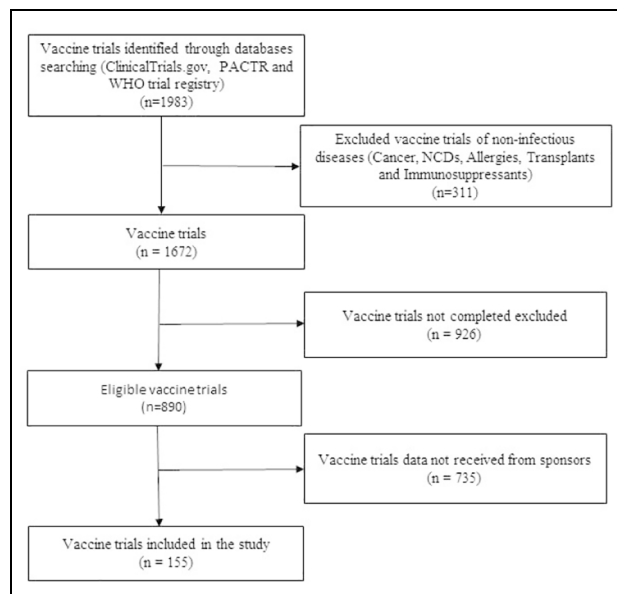 Vaccine trials identified through databases
searching (ClinicalTrials.gov, PACTR and
WHO trial registry)
(n=1983)
Excluded vaccine trials of non-infectious
diseases (Cancer, NCDs, Allergies, Transplants
and Immunosuppressants)
(n=311)
Vaccine trials
(n = 1672)
Vaccine trials not completed excluded
(n = 926)
Eligible vaccine trials
(n=890)
Vaccine trials data not received from sponsors
(n = 735)
Vaccine trials included in the study
(n = 155)